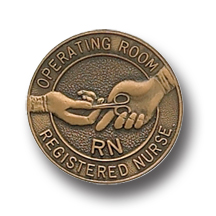 OPERATING ROOM
RN
REGISTERED NURSE